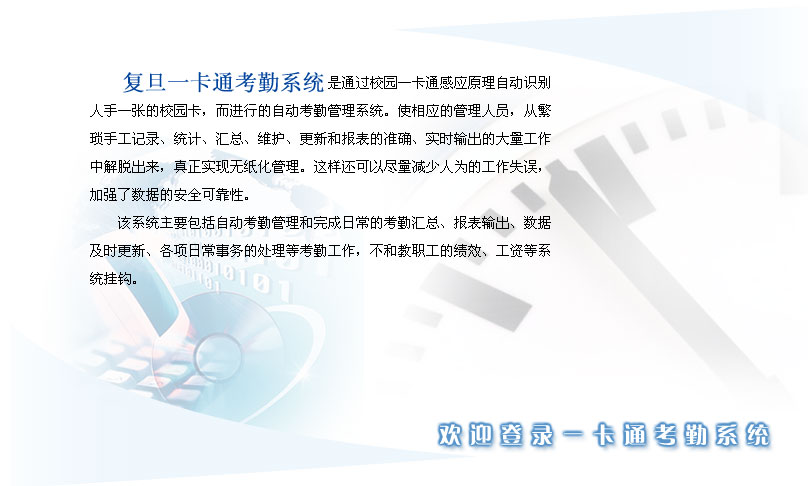 复旦一卡通考勤系统是通过校园一卡通感应原理自动识别
人手一张的校园卡，而进行的自动考勤管理系统。使相应的管理人员，从繁
琐手工记录、统计、汇总、维护、更新和报表的准确、实时输出的大量工作
中解脱出来，真正实现无纸化管理。这样还可以尽量减少人为的工作失误，
加强了数据的安全可靠性。
该系统主要包括自动考勤管理和完成日常的考勤汇总、报表输出、数据
及时更新、各项日常事务的处理等考勤工作，不和教职工的绩效、工资等系
统挂钩。
欢迎登录一卡通考勤系统